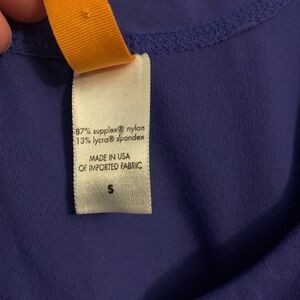 87% supplex® nylon
13% lycra® spandex
MADE IN USA
OF IMPORTED FABRIC
S